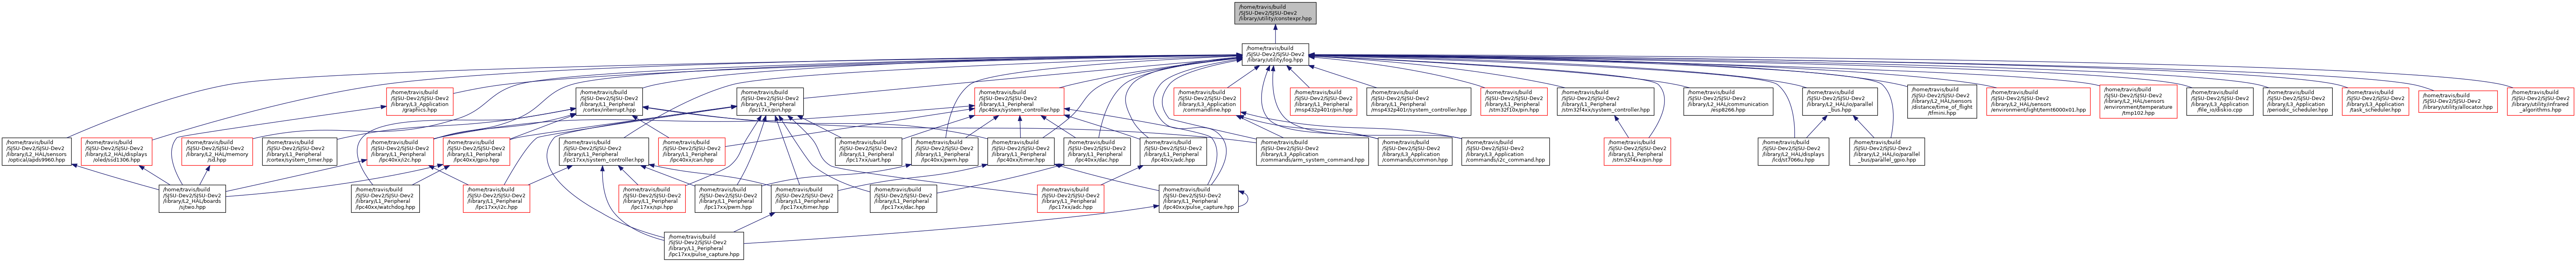 /home/travis/build
/SJSU-Dev2/SJSU-Dev2
/library/utility/constexpr.hpp
/home/travis/build
/SJSU-Dev2/SJSU-Dev2
/library/utility/log.hpp
/home/travis/build
/SJSU-Dev2/SJSU-Dev2
/library/L3_Application
/graphics.hpp
/home/travis/build
/SJSU-Dev2/SJSU-Dev2
/library/L1_Peripheral
/cortex/interrupt.hpp
/home/travis/build
/SJSU-Dev2/SJSU-Dev2
/library/L1_Peripheral
/lpc17xx/pin.hpp
/home/travis/build
/SJSU-Dev2/SJSU-Dev2
/library/L1_Peripheral
/lpc40xx/system_controller.hpp
/home/travis/build
/SJSU-Dev2/SJSU-Dev2
/library/L3_Application
/commandline.hpp
/home/travis/build
/SJSU-Dev2/SJSU-Dev2
/library/L1_Peripheral
/msp432p401r/pin.hpp
/home/travis/build
/SJSU-Dev2/SJSU-Dev2
/library/L1_Peripheral
/msp432p401r/system_controller.hpp
/home/travis/build
/SJSU-Dev2/SJSU-Dev2
/library/L1_Peripheral
/stm32f10x/pin.hpp
/home/travis/build
/SJSU-Dev2/SJSU-Dev2
/library/L1_Peripheral
/stm32f4xx/system_controller.hpp
/home/travis/build
/SJSU-Dev2/SJSU-Dev2
/library/L2_HAL/communication
/esp8266.hpp
/home/travis/build
/SJSU-Dev2/SJSU-Dev2
/library/L2_HAL/io/parallel
_bus.hpp
/home/travis/build
/SJSU-Dev2/SJSU-Dev2
/library/L2_HAL/sensors
/distance/time_of_flight
/tfmini.hpp
/home/travis/build
/SJSU-Dev2/SJSU-Dev2
/library/L2_HAL/sensors
/environment/light/temt6000x01.hpp
/home/travis/build
/SJSU-Dev2/SJSU-Dev2
/library/L2_HAL/sensors
/environment/temperature
/tmp102.hpp
/home/travis/build
/SJSU-Dev2/SJSU-Dev2
/library/L3_Application
/file_io/diskio.cpp
/home/travis/build
/SJSU-Dev2/SJSU-Dev2
/library/L3_Application
/periodic_scheduler.hpp
/home/travis/build
/SJSU-Dev2/SJSU-Dev2
/library/L3_Application
/task_scheduler.hpp
/home/travis/build
/SJSU-Dev2/SJSU-Dev2
/library/utility/allocator.hpp
/home/travis/build
/SJSU-Dev2/SJSU-Dev2
/library/utility/infrared
_algorithms.hpp
/home/travis/build
/SJSU-Dev2/SJSU-Dev2
/library/L2_HAL/sensors
/optical/apds9960.hpp
/home/travis/build
/SJSU-Dev2/SJSU-Dev2
/library/L2_HAL/displays
/oled/ssd1306.hpp
/home/travis/build
/SJSU-Dev2/SJSU-Dev2
/library/L2_HAL/memory
/sd.hpp
/home/travis/build
/SJSU-Dev2/SJSU-Dev2
/library/L1_Peripheral
/cortex/system_timer.hpp
/home/travis/build
/SJSU-Dev2/SJSU-Dev2
/library/L1_Peripheral
/lpc40xx/i2c.hpp
/home/travis/build
/SJSU-Dev2/SJSU-Dev2
/library/L1_Peripheral
/lpc40xx/gpio.hpp
/home/travis/build
/SJSU-Dev2/SJSU-Dev2
/library/L1_Peripheral
/lpc17xx/system_controller.hpp
/home/travis/build
/SJSU-Dev2/SJSU-Dev2
/library/L1_Peripheral
/lpc40xx/can.hpp
/home/travis/build
/SJSU-Dev2/SJSU-Dev2
/library/L1_Peripheral
/lpc17xx/uart.hpp
/home/travis/build
/SJSU-Dev2/SJSU-Dev2
/library/L1_Peripheral
/lpc40xx/pwm.hpp
/home/travis/build
/SJSU-Dev2/SJSU-Dev2
/library/L1_Peripheral
/lpc40xx/timer.hpp
/home/travis/build
/SJSU-Dev2/SJSU-Dev2
/library/L1_Peripheral
/lpc40xx/dac.hpp
/home/travis/build
/SJSU-Dev2/SJSU-Dev2
/library/L1_Peripheral
/lpc40xx/adc.hpp
/home/travis/build
/SJSU-Dev2/SJSU-Dev2
/library/L3_Application
/commands/arm_system_command.hpp
/home/travis/build
/SJSU-Dev2/SJSU-Dev2
/library/L3_Application
/commands/common.hpp
/home/travis/build
/SJSU-Dev2/SJSU-Dev2
/library/L3_Application
/commands/i2c_command.hpp
/home/travis/build
/SJSU-Dev2/SJSU-Dev2
/library/L1_Peripheral
/stm32f4xx/pin.hpp
/home/travis/build
/SJSU-Dev2/SJSU-Dev2
/library/L2_HAL/displays
/lcd/st7066u.hpp
/home/travis/build
/SJSU-Dev2/SJSU-Dev2
/library/L2_HAL/io/parallel
_bus/parallel_gpio.hpp
/home/travis/build
/SJSU-Dev2/SJSU-Dev2
/library/L2_HAL/boards
/sjtwo.hpp
/home/travis/build
/SJSU-Dev2/SJSU-Dev2
/library/L1_Peripheral
/lpc40xx/watchdog.hpp
/home/travis/build
/SJSU-Dev2/SJSU-Dev2
/library/L1_Peripheral
/lpc17xx/i2c.hpp
/home/travis/build
/SJSU-Dev2/SJSU-Dev2
/library/L1_Peripheral
/lpc17xx/spi.hpp
/home/travis/build
/SJSU-Dev2/SJSU-Dev2
/library/L1_Peripheral
/lpc17xx/pwm.hpp
/home/travis/build
/SJSU-Dev2/SJSU-Dev2
/library/L1_Peripheral
/lpc17xx/timer.hpp
/home/travis/build
/SJSU-Dev2/SJSU-Dev2
/library/L1_Peripheral
/lpc17xx/dac.hpp
/home/travis/build
/SJSU-Dev2/SJSU-Dev2
/library/L1_Peripheral
/lpc17xx/adc.hpp
/home/travis/build
/SJSU-Dev2/SJSU-Dev2
/library/L1_Peripheral
/lpc40xx/pulse_capture.hpp
/home/travis/build
/SJSU-Dev2/SJSU-Dev2
/library/L1_Peripheral
/lpc17xx/pulse_capture.hpp